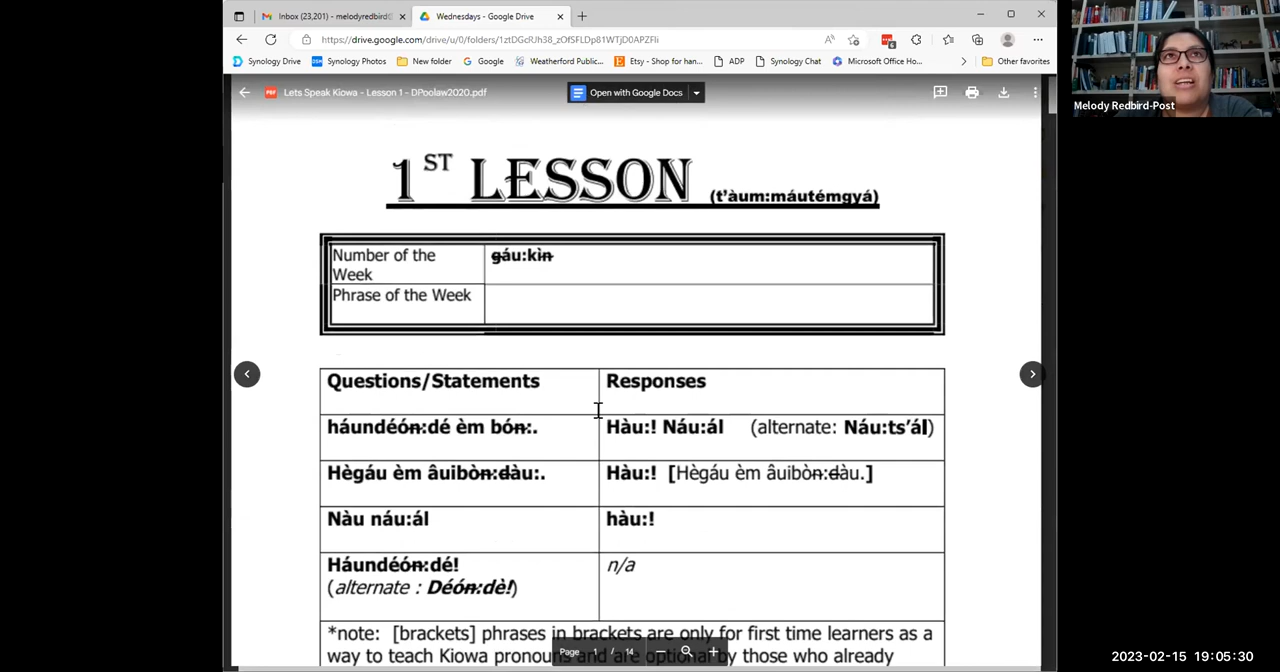 Inbox (23,201) - melodyredbird
Wednesdays - Google Drive
https://drive.google.com/drive/u/0/folders/1ztDGcRJh38_zOfSFLDp81WTjD0APZFli
Synology Drive
Synology Photos
New folder
Google
Weatherford Public...
Etsy - Shop for han...
ADP
Synology Chat
Microsoft Office Ho...
Other favorites
Lets Speak Kiowa - Lesson 1 - DPoolaw2020.pdf
Open with Google Docs
Melody Redbird-Post
1ST LESSON (t'àum:máutémgyá)
Number of the
Week
gáu:kìn
Phrase of the Week
Questions/Statements Responses
háundéón:dé èm bón:. Hàu:! Náu:ál (alternate: Náu:ts'ál)
Hègáu èm âuibòn:dàu:. Hàu:! [Hègáu èm âuibòn:dàu.]
Nàu náu:ál hàu:!
Háundéón:dé! n/a
(alternate : Déón:dè!)
*note: [brackets] phrases in brackets are only for first time learners as a
way to teach Kiowa pronouns and are optional by those who already
Page 1 / 14
2023-02-15 19:05:30